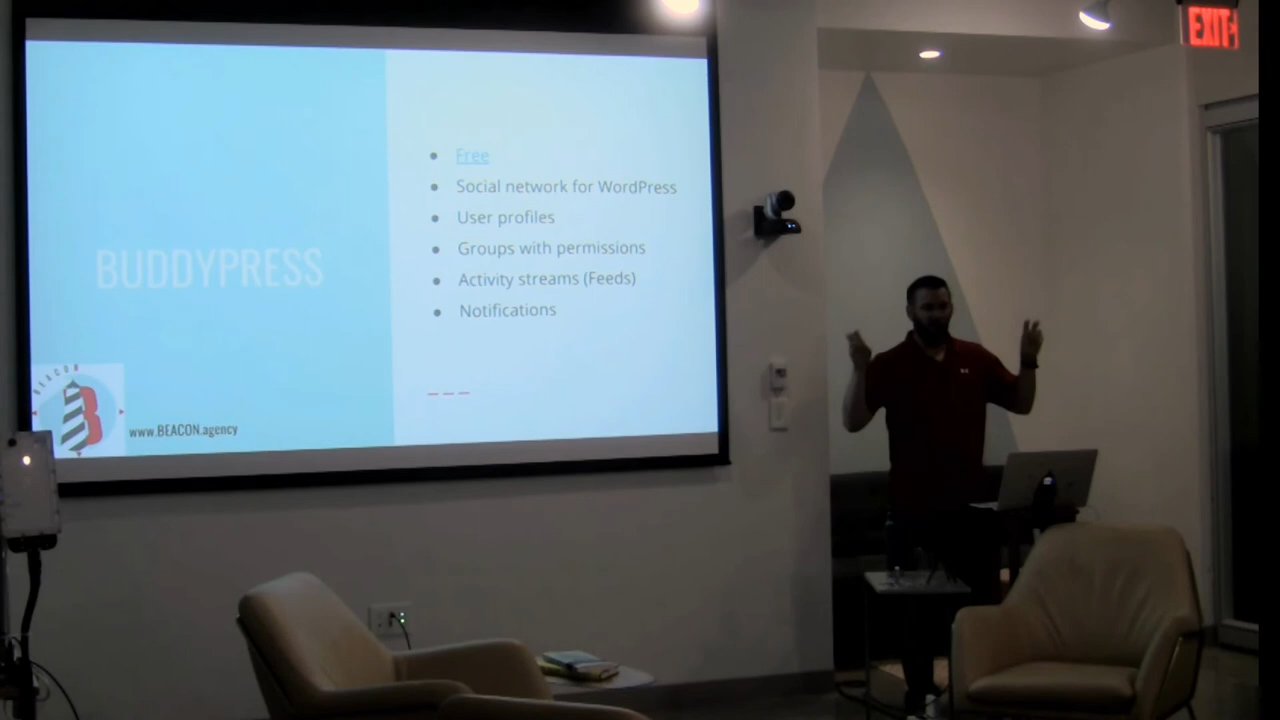 EXIT
Free
Social network for WordPress
User profiles
Groups with permissions
BUDDYPRESS
Activity streams (Feeds)
Notifications
BEACON
B
www.BEACON.agency